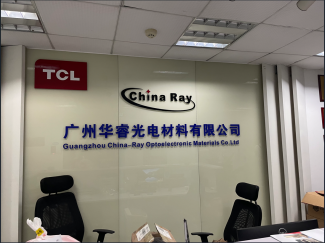 TCL
China Ray
广州华睿光电材料有限公司
Guangzhou China-Ray Optoelectronic Materials Co.Ltd